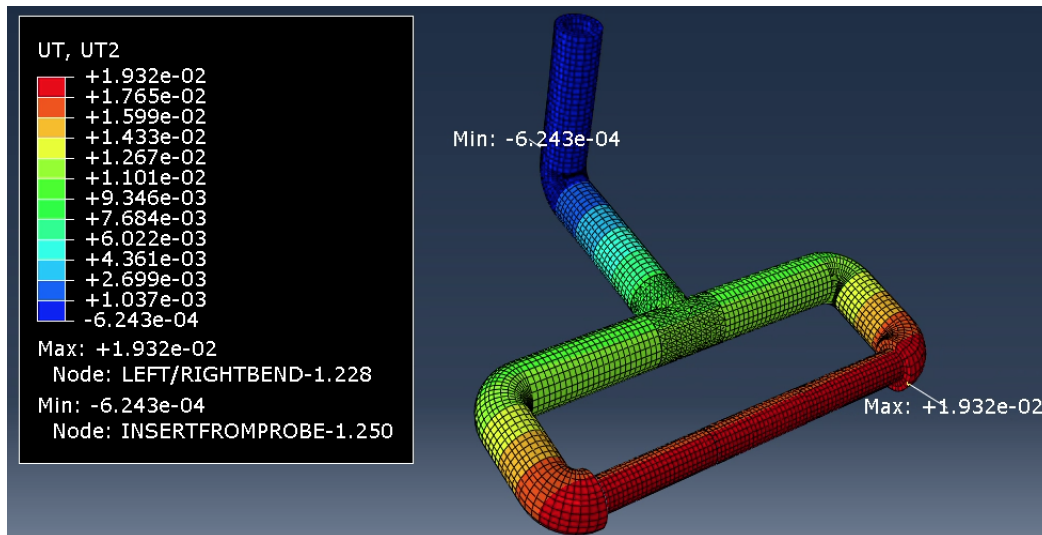 UT, UT2
+1.932e-02
+1.765e-02
+1.599e-02
+1.433e-02
+1.267e-02
+1.101e-02
+9.346e-03
+7.684e-03
+6.022e-03
+4.361e-03
+2.699e-03
+1.037e-03
-6.243e-04
Max: +1.932e-02
Node: LEFT/RIGHTBEND-1.228
Min: -6.243e-04
Node: INSERTFROMPROBE-1.250
Min: -6.243e-04
Max: +1.932e-02